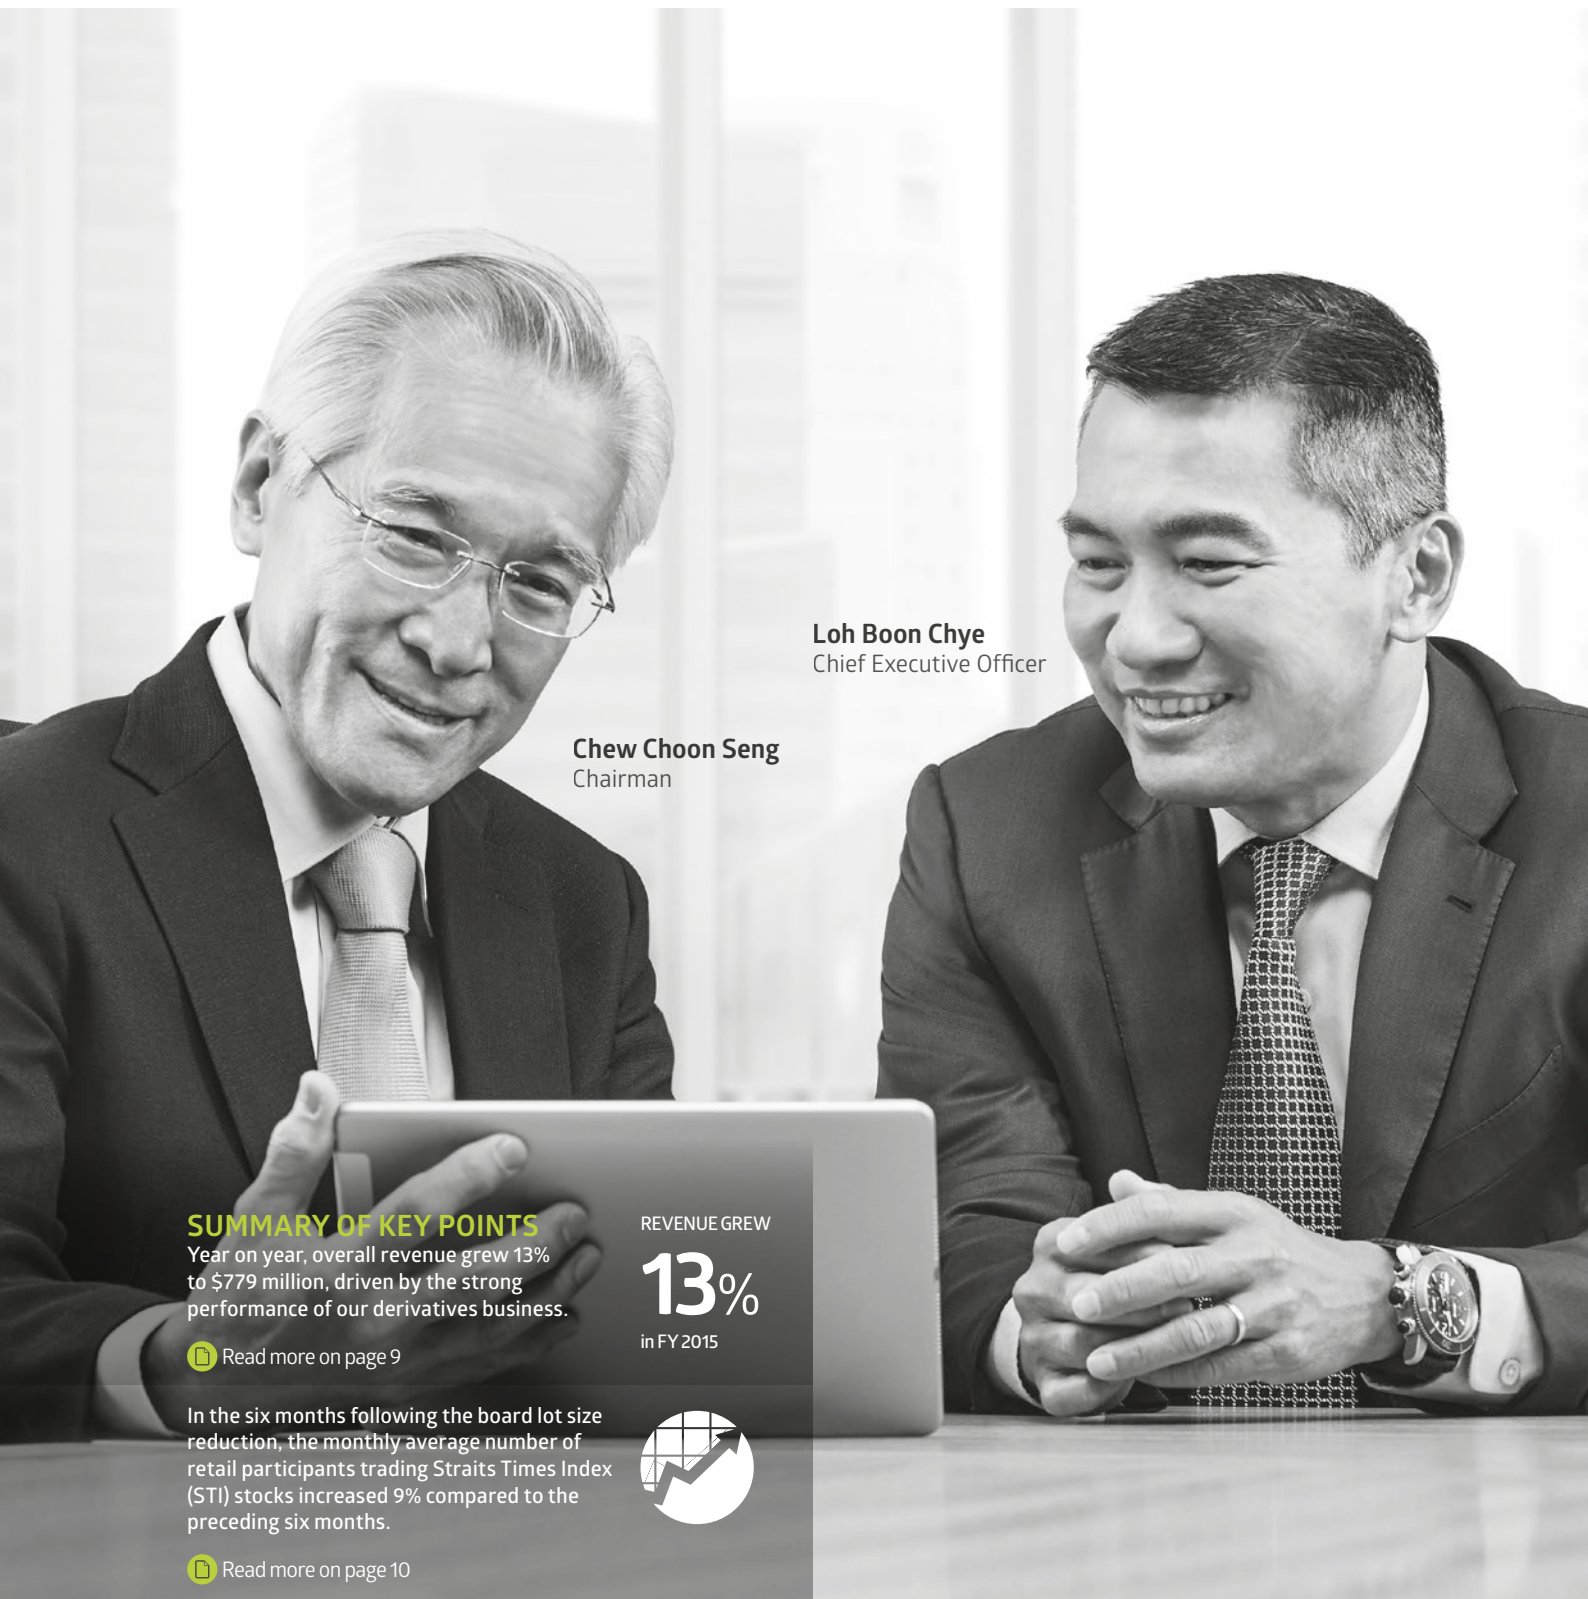 Loh Boon Chye
Chief Executive Officer
Chew Choon Seng
Chairman
SUMMARY OF KEY POINTS
Year on year, overall revenue grew 13%
to $779 million, driven by the strong
performance of our derivatives business.
Read more on page 9
REVENUE GREW
13%
in FY 2015
In the six months following the board lot size
reduction, the monthly average number of
retail participants trading Straits Times Index
(STI) stocks increased 9% compared to the
preceding six months.
Read more on page 10